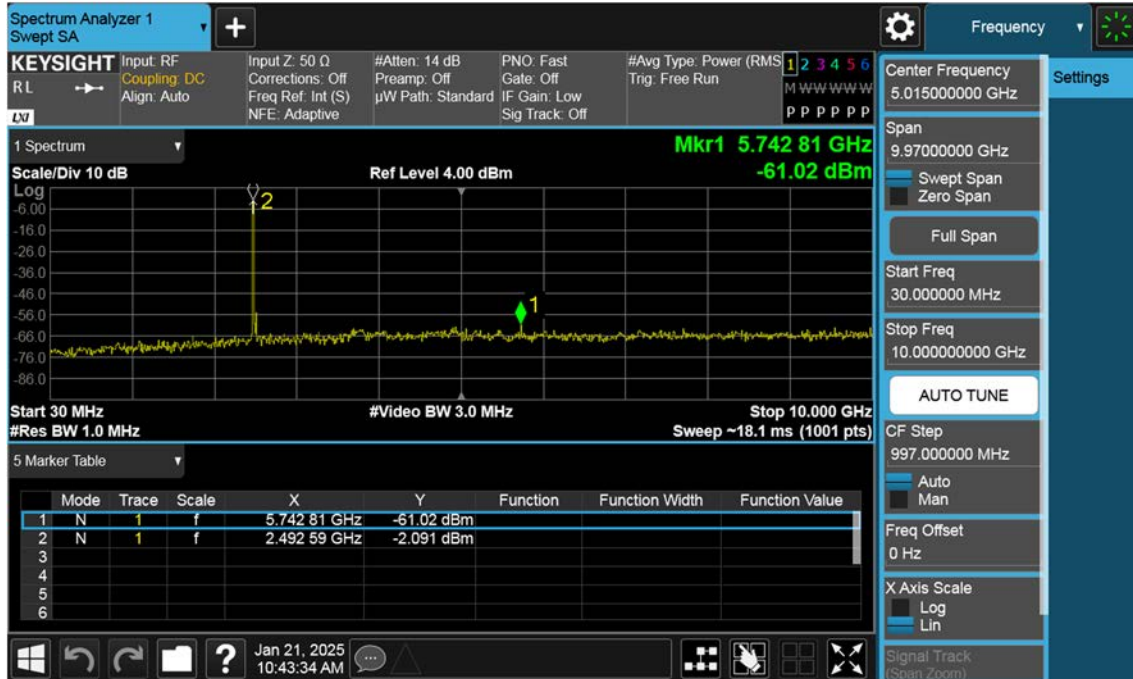 Spectrum Analyzer 1
Swept SA
+
Frequency
KEYSIGHT
RL
LXI
Input: RF
Coupling: DC
Align: Auto
Input Z: 50 Ω
Corrections: Off
Freq Ref: Int (S)
NFE: Adaptive
#Atten: 14 dB
Preamp: Off
µW Path: Standard
PNO: Fast
Gate: Off
IF Gain: Low
Sig Track: Off
#Avg Type: Power (RMS
Trig: Free Run
1 2 3 4 5 6
M W W W W W
P P P P P P
1 Spectrum
Mkr1 5.742 81 GHz
Scale/Div 10 dB
Ref Level 4.00 dBm
-61.02 dBm
Log
-6.00
-16.0
-26.0
-36.0
-46.0
-56.0
-66.0
-76.0
-86.0
2
1
Start 30 MHz
#Video BW 3.0 MHz
Stop 10.000 GHz
#Res BW 1.0 MHz
Sweep ~18.1 ms (1001 pts)
5 Marker Table
Mode Trace Scale X Y Function Function Width Function Value
1 N 1 f 5.742 81 GHz -61.02 dBm
2 N 1 f 2.492 59 GHz -2.091 dBm
3
4
5
6
?
Jan 21, 2025
10:43:34 AM
Center Frequency
5.015000000 GHz
Settings
Span
9.97000000 GHz
Swept Span
Zero Span
Full Span
Start Freq
30.000000 MHz
Stop Freq
10.000000000 GHz
AUTO TUNE
CF Step
997.000000 MHz
Auto
Man
Freq Offset
0 Hz
X Axis Scale
Log
Lin
Signal Track
(Span Zoom)